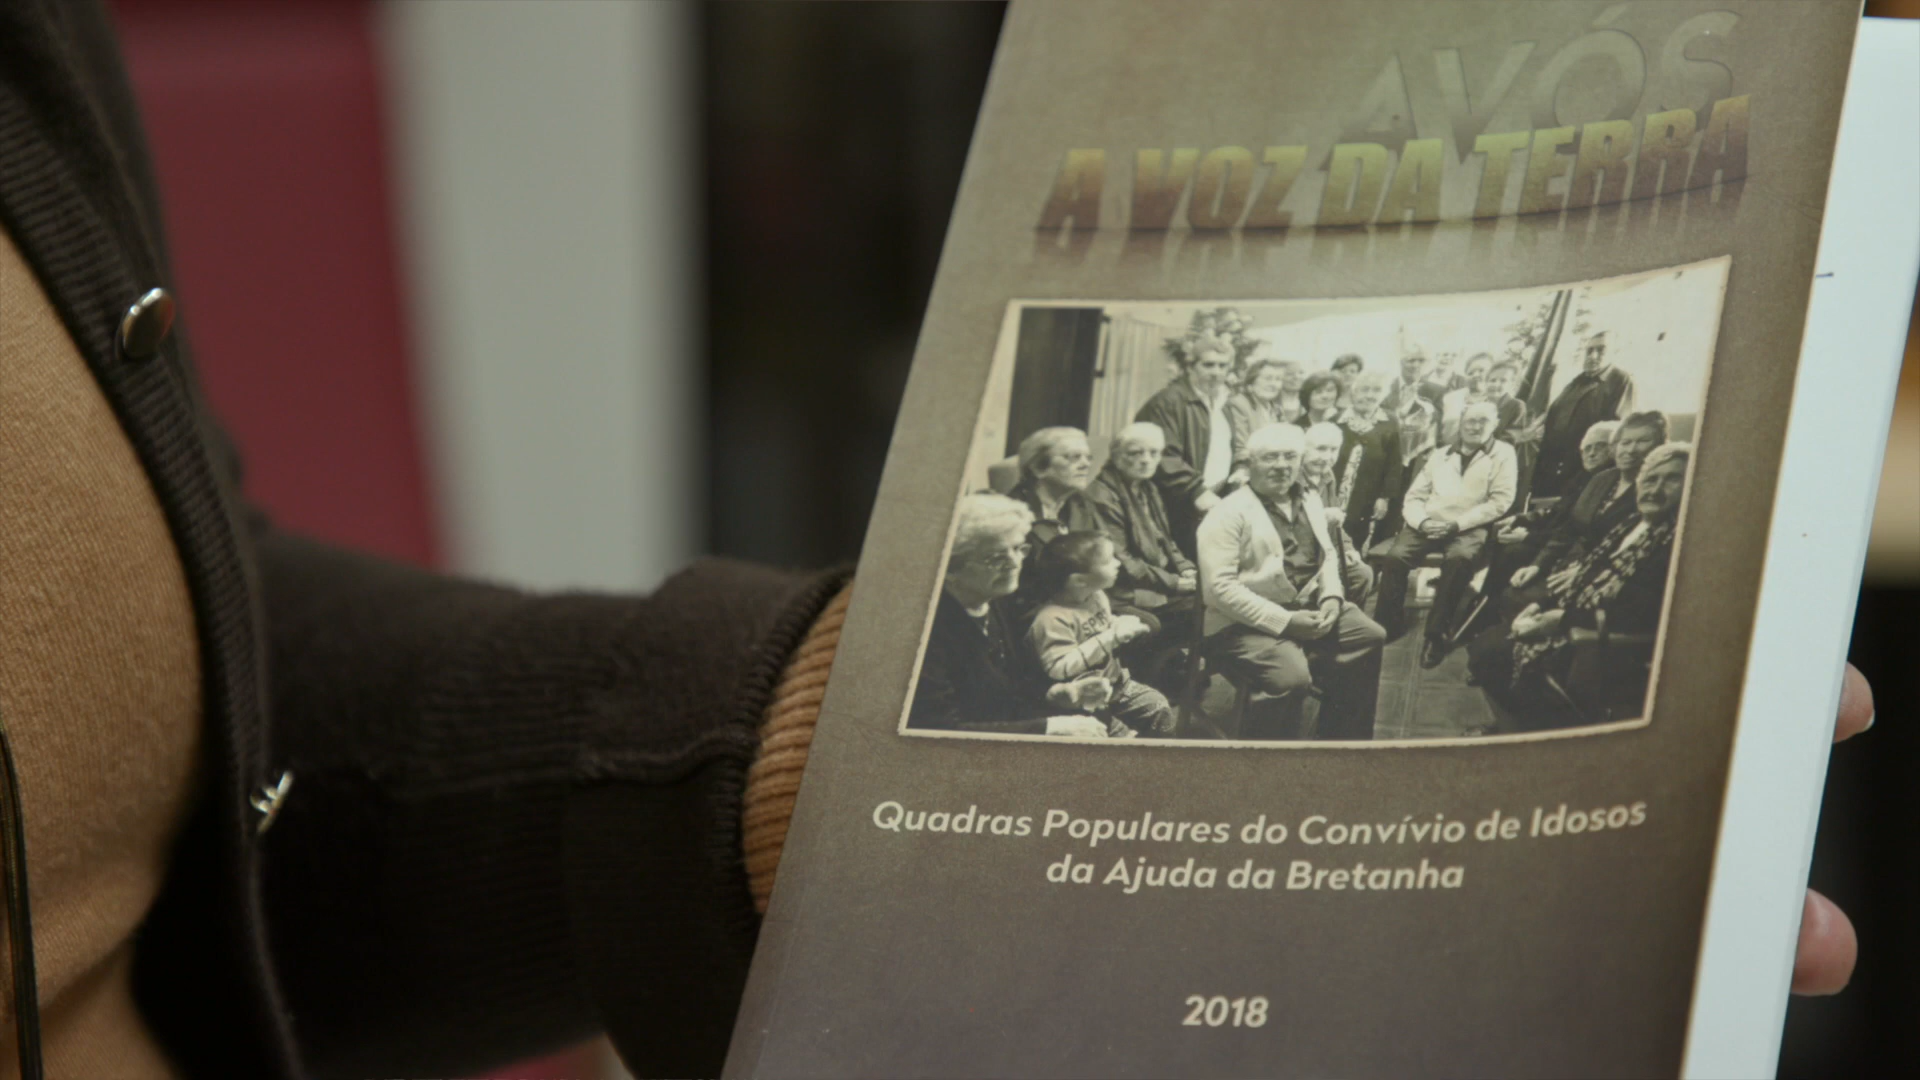 AVÓS
A VOZ DA TERRA
Quadras Populares do Convívio de Idosos
da Ajuda da Bretanha
2018